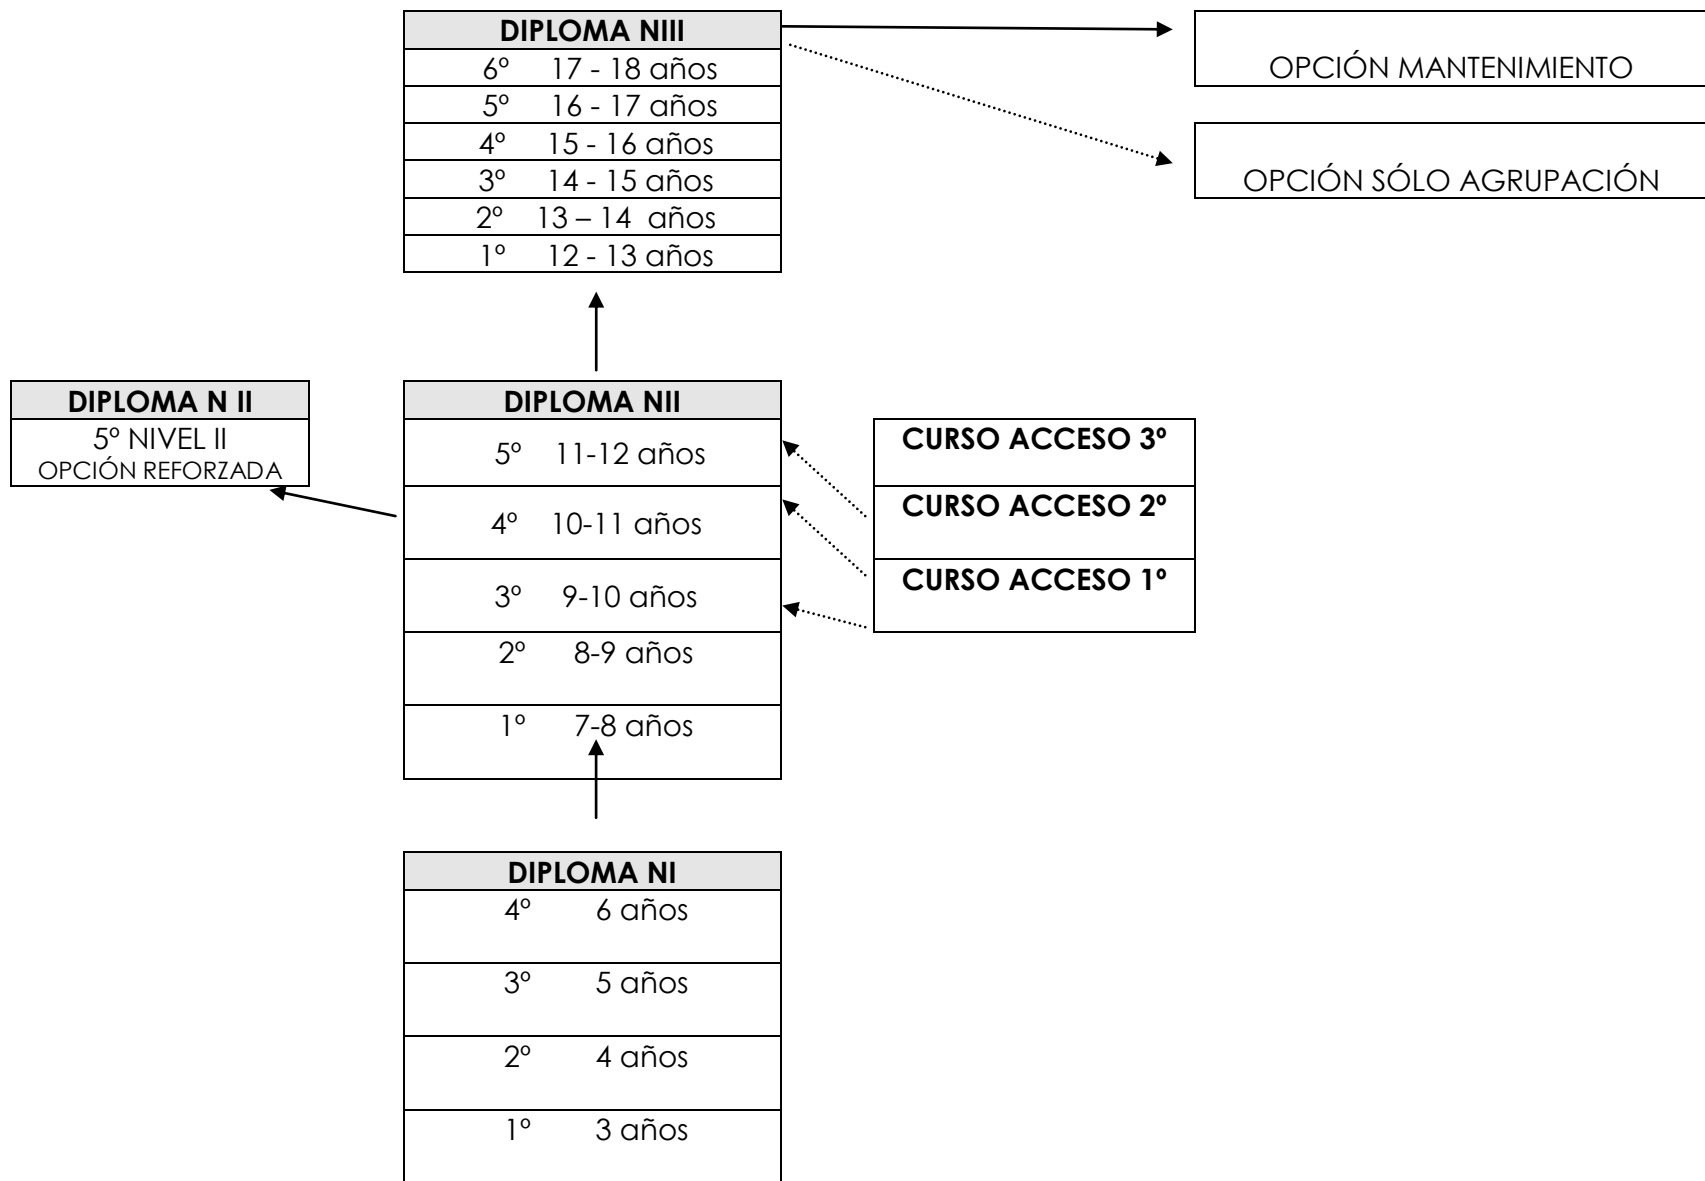 DIPLOMA NIII
6º 17 - 18 años
5º 16 - 17 años
4º 15 - 16 años
3º 14 - 15 años
2º 13 – 14 años
1º 12 - 13 años
OPCIÓN MANTENIMIENTO
OPCIÓN SÓLO AGRUPACIÓN
DIPLOMA N II
5º NIVEL II
OPCIÓN REFORZADA
DIPLOMA NII
5º 11-12 años
4º 10-11 años
3º 9-10 años
2º 8-9 años
1º 7-8 años
CURSO ACCESO 3º
CURSO ACCESO 2º
CURSO ACCESO 1º
DIPLOMA NI
4º 6 años
3º 5 años
2º 4 años
1º 3 años